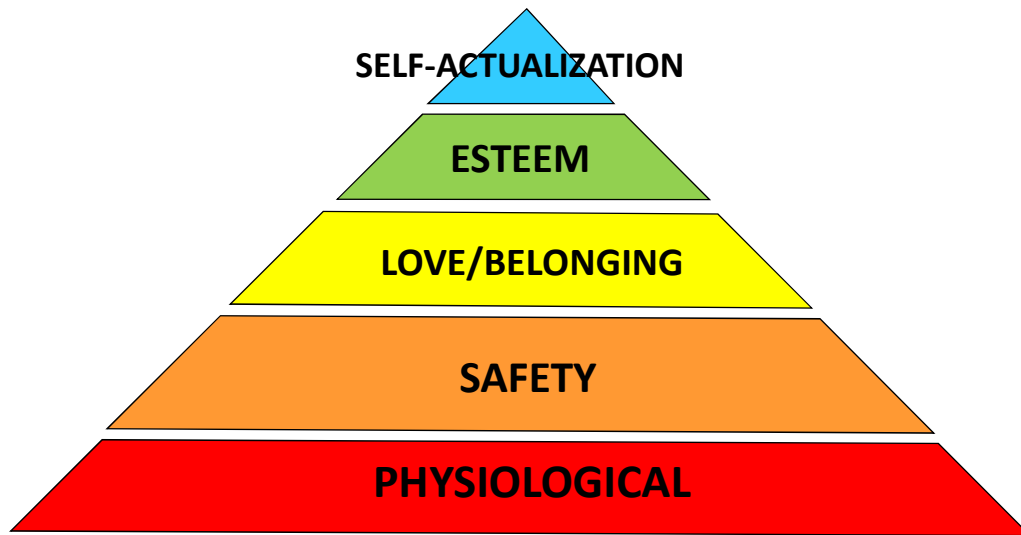 SELF-ACTUALIZATION
ESTEEM
LOVE/BELONGING
SAFETY
PHYSIOLOGICAL